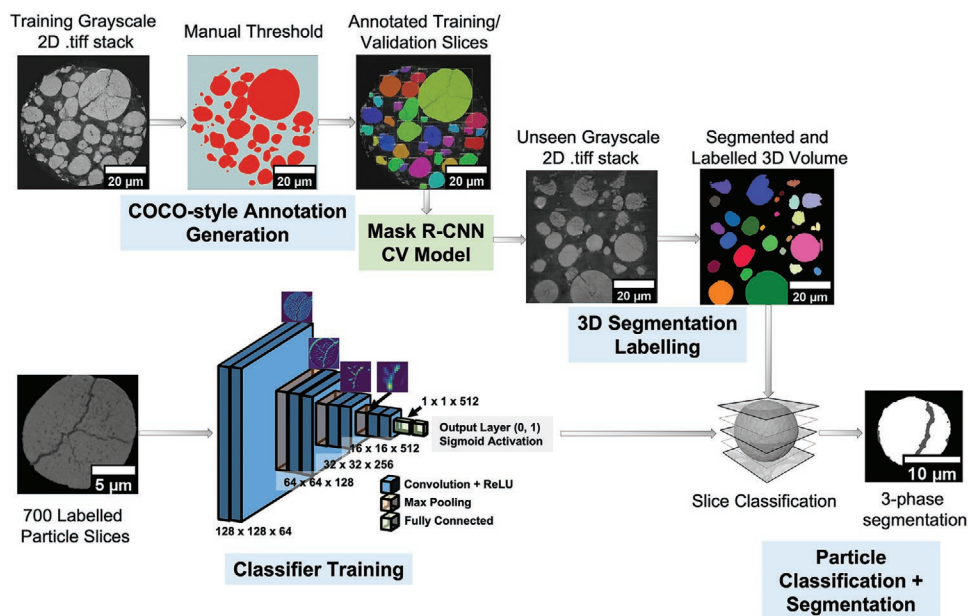 Training Grayscale
2D .tiff stack
Manual Threshold
Annotated Training/
Validation Slices
20 µm
20 µm
20 µm
COCO-style Annotation
Generation
Mask R-CNN
CV Model
Unseen Grayscale
2D .tiff stack
Segmented and
Labelled 3D Volume
20 µm
20 µm
3D Segmentation
Labelling
5 µm
700 Labelled
Particle Slices
128 x 128 x 64
64 x 64 x 128
32 x 32 x 256
16 x 16 x 512
1 x 1 x 512
Output Layer (0, 1)
Sigmoid Activation
Convolution + ReLU
Max Pooling
Fully Connected
Classifier Training
Slice Classification
10 µm
3-phase
segmentation
Particle
Classification +
Segmentation